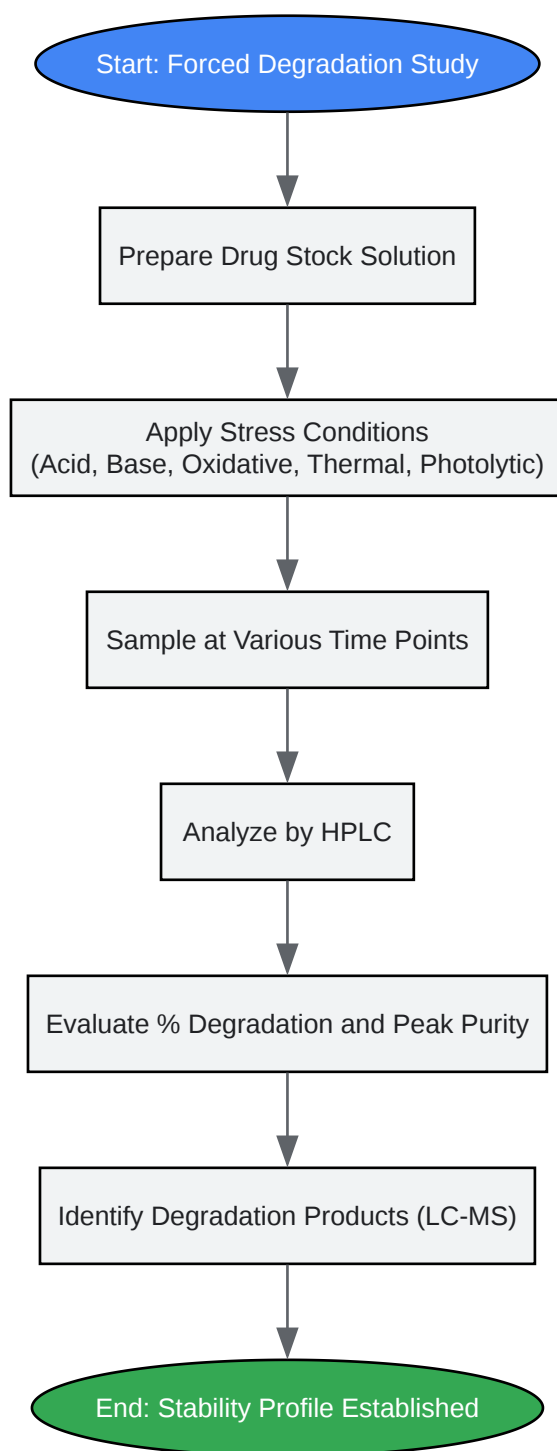 Start: Forced Degradation Study
Prepare Drug Stock Solution
Apply Stress Conditions
(Acid, Base, Oxidative, Thermal, Photolytic)
Sample at Various Time Points
Analyze by HPLC
Evaluate % Degradation and Peak Purity
Identify Degradation Products (LC-MS)
End: Stability Profile Established